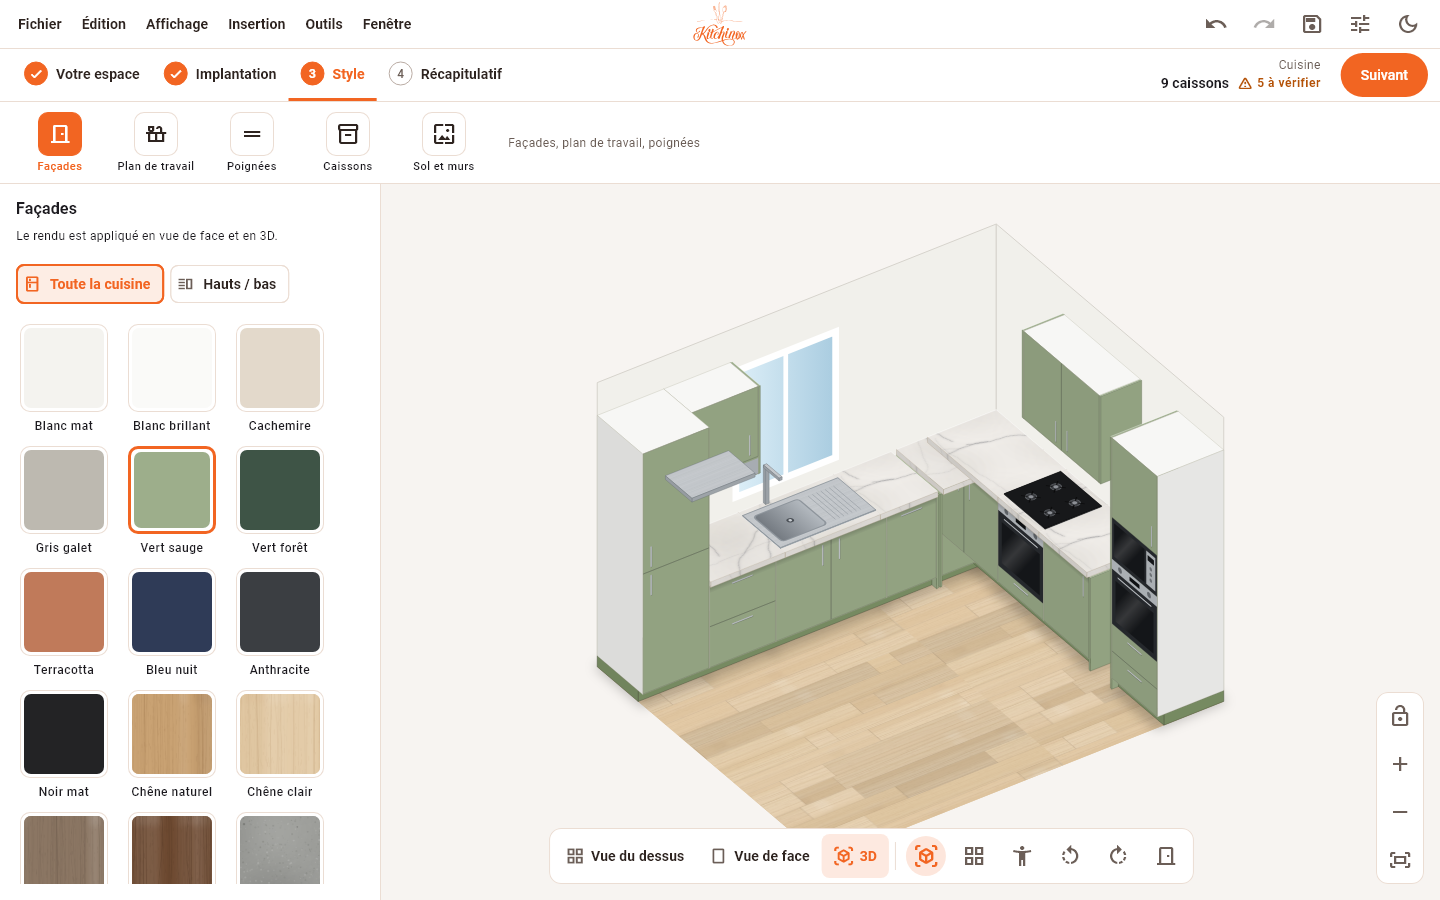 Fichier Édition Affichage Insertion Outils Fenêtre
Kitchinox
Votre espace Implantation 3 Style 4 Récapitulatif
Cuisine
9 caissons 5 à vérifier
Suivant
Façades Plan de travail Poignées Caissons Sol et murs
Façades, plan de travail, poignées
Façades
Le rendu est appliqué en vue de face et en 3D.
Toute la cuisine Hauts / bas
Blanc mat Blanc brillant Cachemire
Gris galet Vert sauge Vert forêt
Terracotta Bleu nuit Anthracite
Noir mat Chêne naturel Chêne clair
Vue du dessus Vue de face 3D